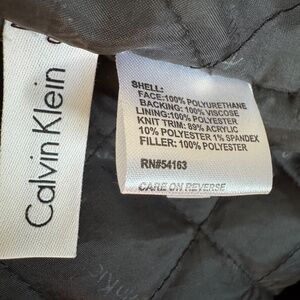 Calvin Klein
SHELL:
FACE:100% POLYURETHANE
BACKING: 100% VISCOSE
LINING:100% POLYESTER
KNIT TRIM: 89% ACRYLIC
10% POLYESTER 1% SPANDEX
FILLER: 100% POLYESTER
RN#54163
CARE ON REVERSE